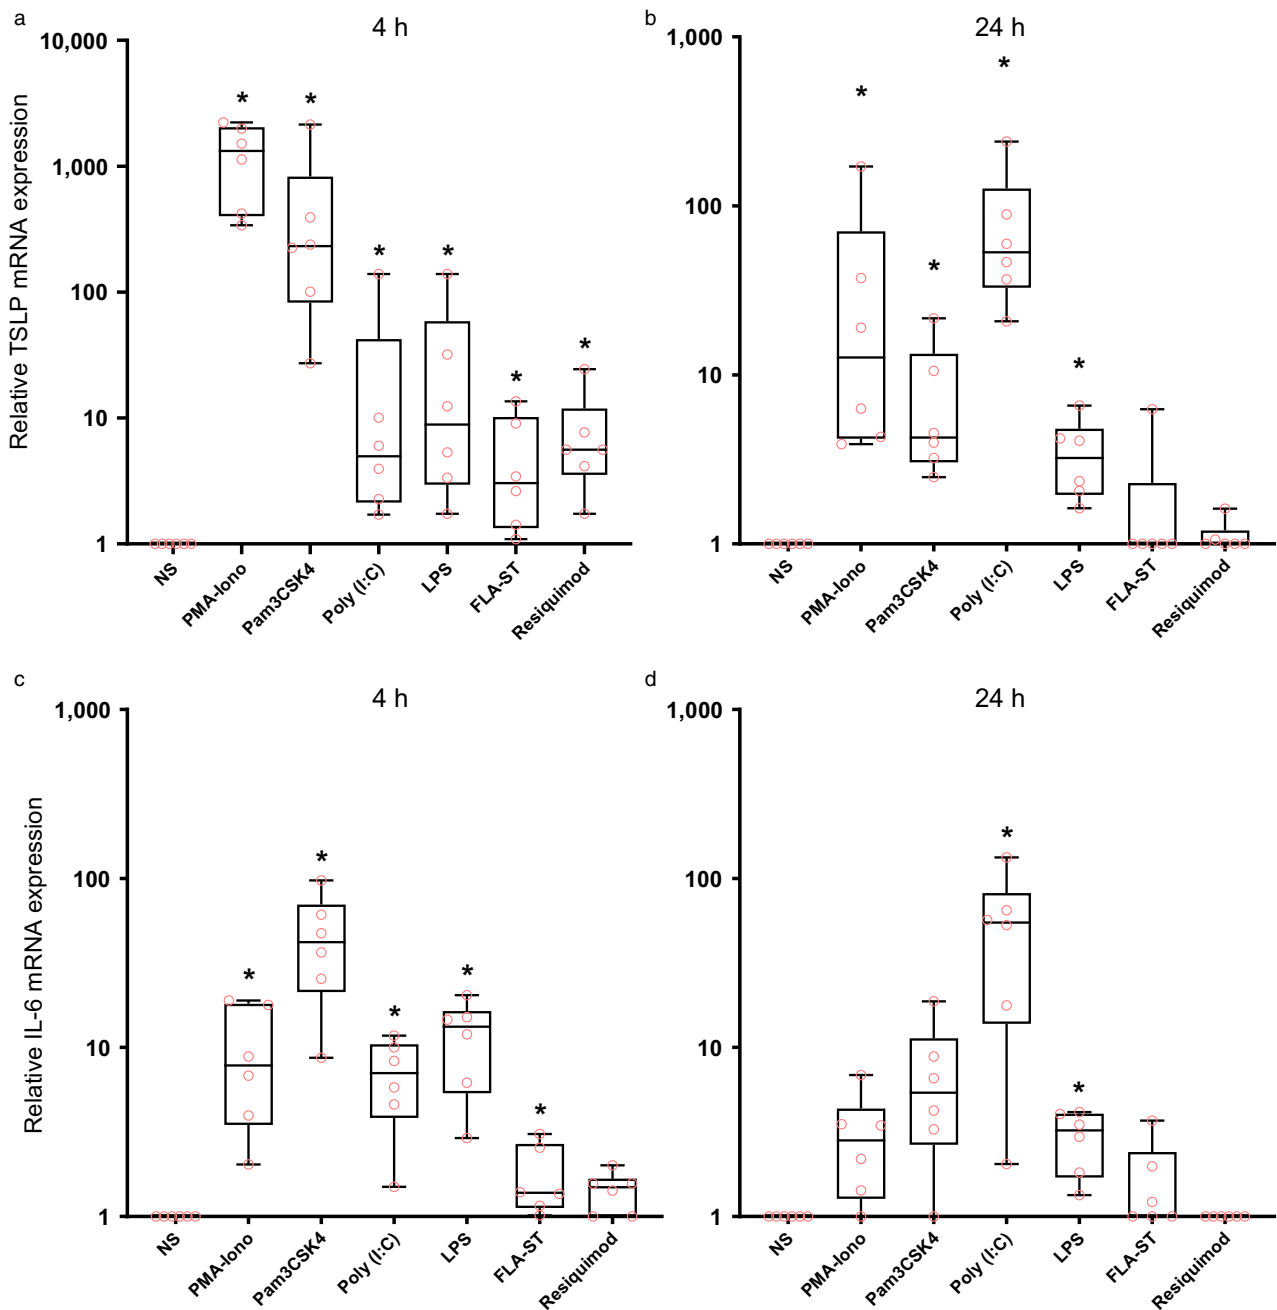 a
4 h
10,000
1,000
100
10
1
Relative TSLP mRNA expression
* * * * * *
NS
PMA-Iono
Pam3CSK4
Poly (I:C)
LPS
FLA-ST
Resiquimod
b
24 h
1,000
100
10
1
* * * *
NS
PMA-Iono
Pam3CSK4
Poly (I:C)
LPS
FLA-ST
Resiquimod
c
4 h
1,000
100
10
1
Relative IL-6 mRNA expression
* * * * *
NS
PMA-Iono
Pam3CSK4
Poly (I:C)
LPS
FLA-ST
Resiquimod
d
24 h
1,000
100
10
1
* *
NS
PMA-Iono
Pam3CSK4
Poly (I:C)
LPS
FLA-ST
Resiquimod